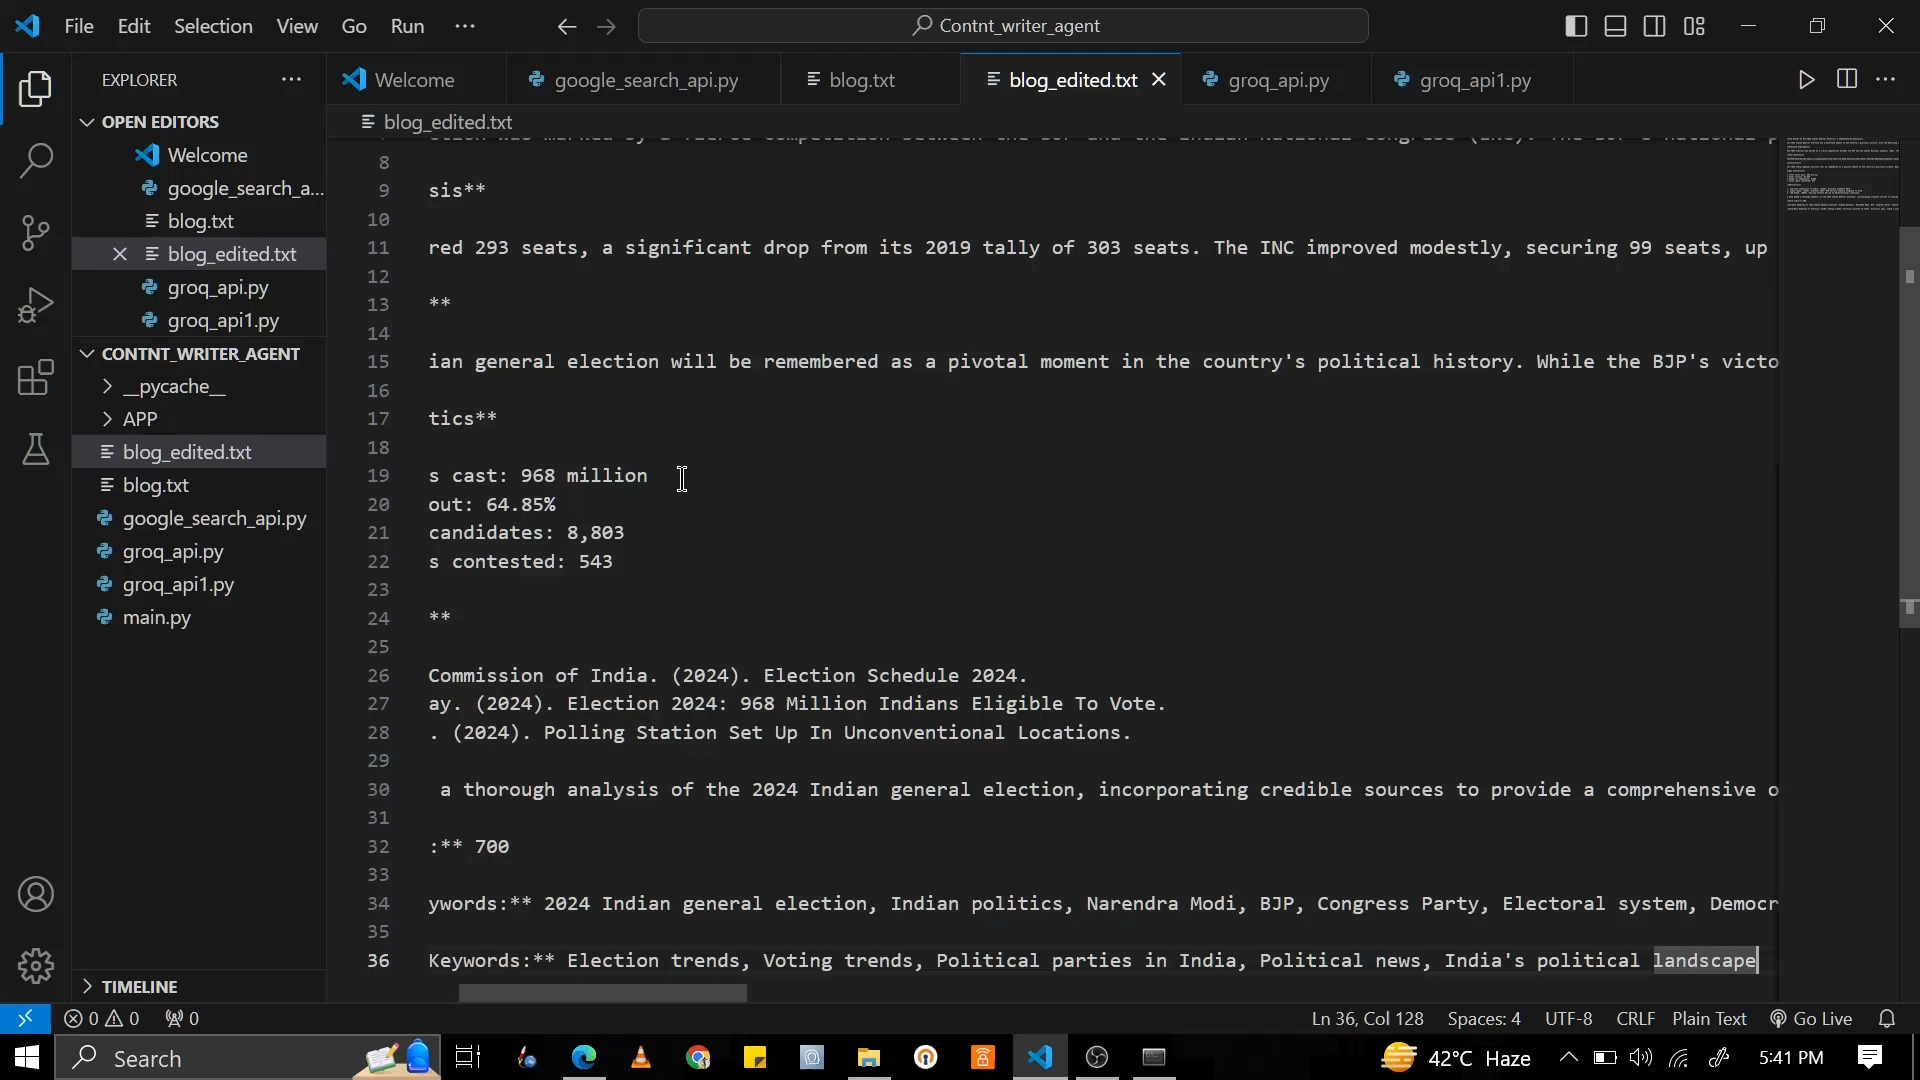 File Edit Selection View Go Run ··· Contnt_writer_agent
EXPLORER ···
OPEN EDITORS
Welcome
google_search_a...
blog.txt
blog_edited.txt
groq_api.py
groq_api1.py
CONTNT_WRITER_AGENT
__pycache__
APP
blog_edited.txt
blog.txt
google_search_api.py
groq_api.py
groq_api1.py
main.py
TIMELINE
Welcome google_search_api.py blog.txt blog_edited.txt groq_api.py groq_api1.py ···
blog_edited.txt
8
9 sis**
10
11 red 293 seats, a significant drop from its 2019 tally of 303 seats. The INC improved modestly, securing 99 seats, up
12
13 **
14
15 ian general election will be remembered as a pivotal moment in the country's political history. While the BJP's victo
16
17 tics**
18
19 s cast: 968 million
20 out: 64.85%
21 candidates: 8,803
22 s contested: 543
23
24 **
25
26 Commission of India. (2024). Election Schedule 2024.
27 ay. (2024). Election 2024: 968 Million Indians Eligible To Vote.
28 . (2024). Polling Station Set Up In Unconventional Locations.
29
30 a thorough analysis of the 2024 Indian general election, incorporating credible sources to provide a comprehensive o
31
32 :** 700
33
34 ywords:** 2024 Indian general election, Indian politics, Narendra Modi, BJP, Congress Party, Electoral system, Democr
35
36 Keywords:** Election trends, Voting trends, Political parties in India, Political news, India's political landscape
0 0 0 Ln 36, Col 128 Spaces: 4 UTF-8 CRLF Plain Text Go Live
Search 42°C Haze 5:41 PM